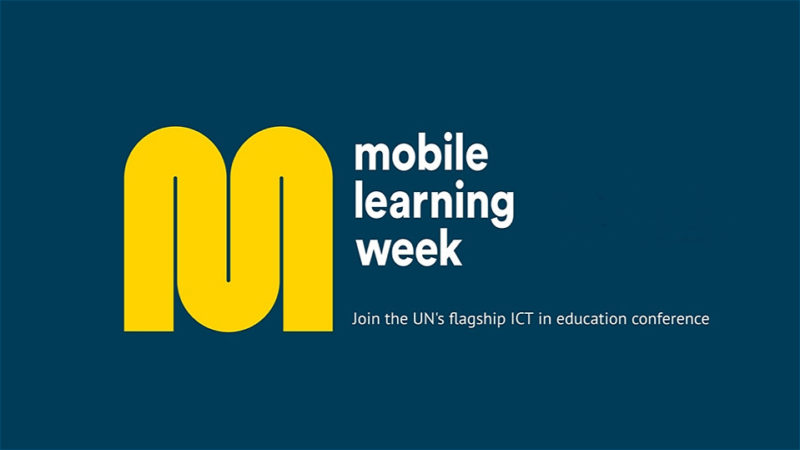 mobile
learning
week
Join the UN's flagship ICT in education conference